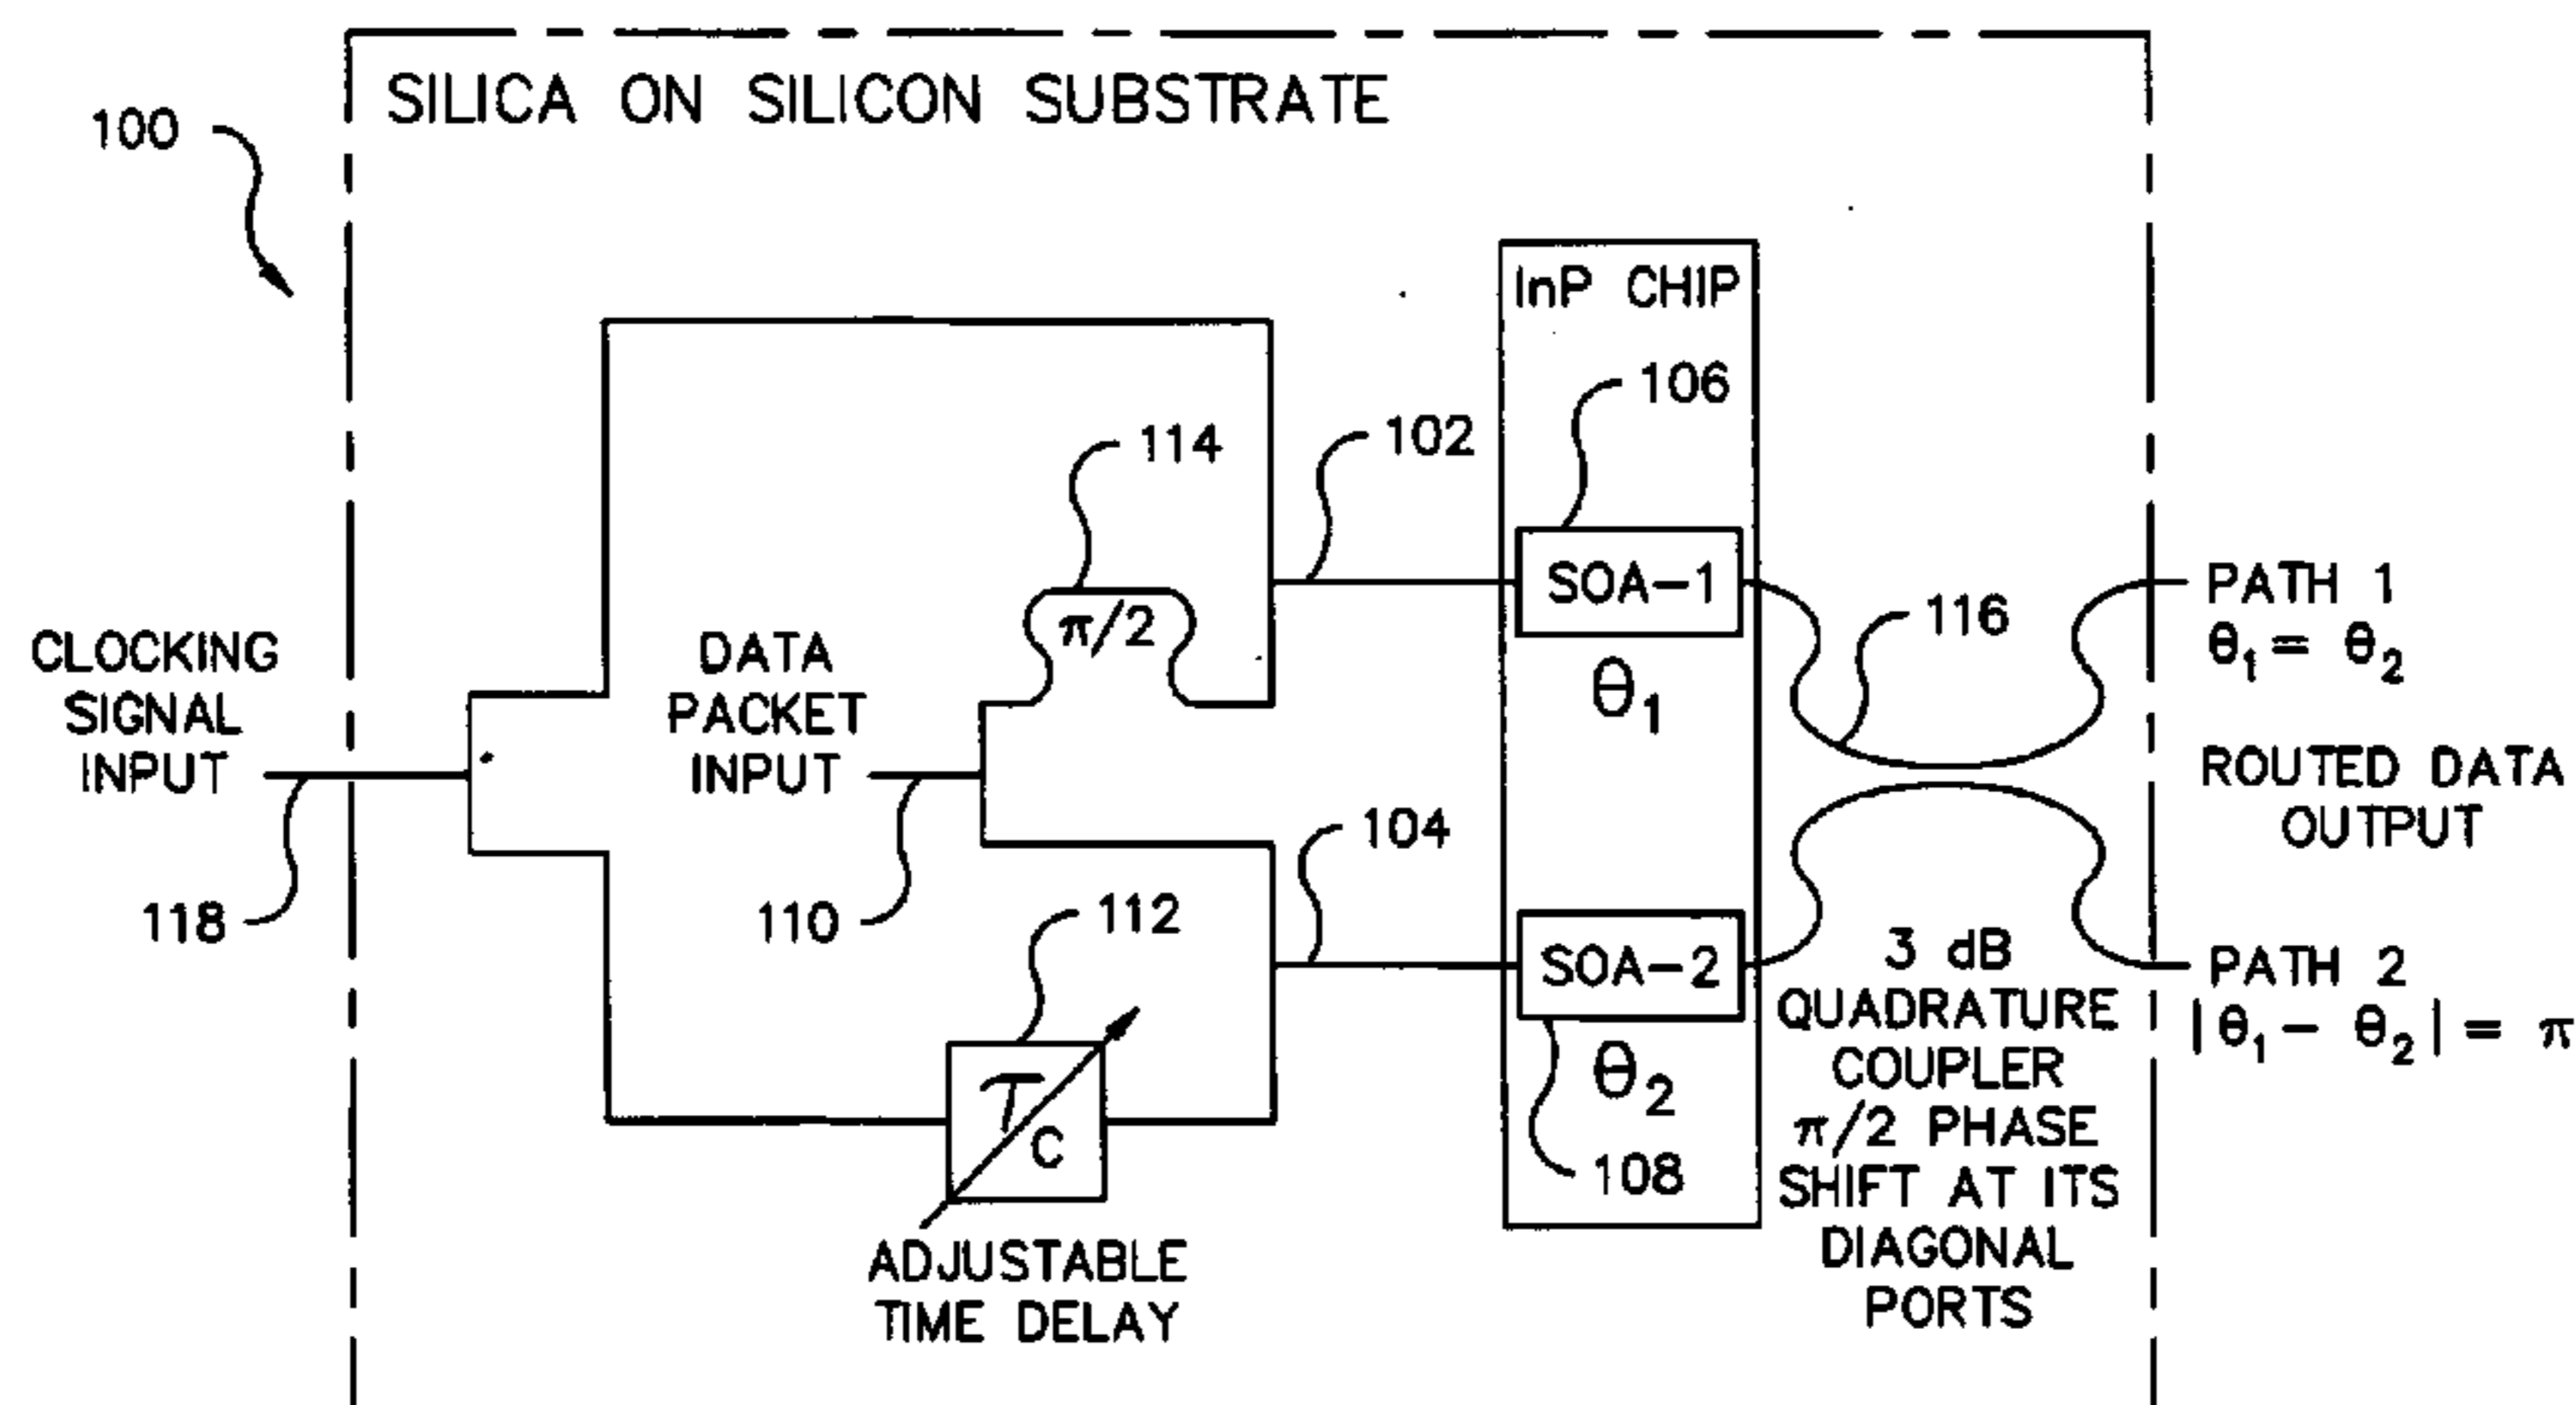 SILICA ON SILICON SUBSTRATE
100
InP CHIP
106
102
114
SOA-1
π/2
θ1
116
PATH 1
θ1 = θ2
CLOCKING
SIGNAL
INPUT
118
DATA
PACKET
INPUT
110
ROUTED DATA
OUTPUT
104
112
SOA-2
θ2
108
PATH 2
|θ1 - θ2| = π
3 dB
QUADRATURE
COUPLER
π/2 PHASE
SHIFT AT ITS
DIAGONAL
PORTS
T/C
ADJUSTABLE
TIME DELAY